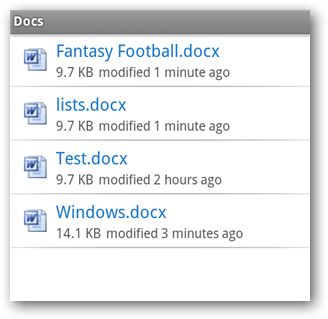 Docs
Fantasy Football.docx
9.7 KB modified 1 minute ago
lists.docx
9.7 KB modified 1 minute ago
Test.docx
9.7 KB modified 2 hours ago
Windows.docx
14.1 KB modified 3 minutes ago